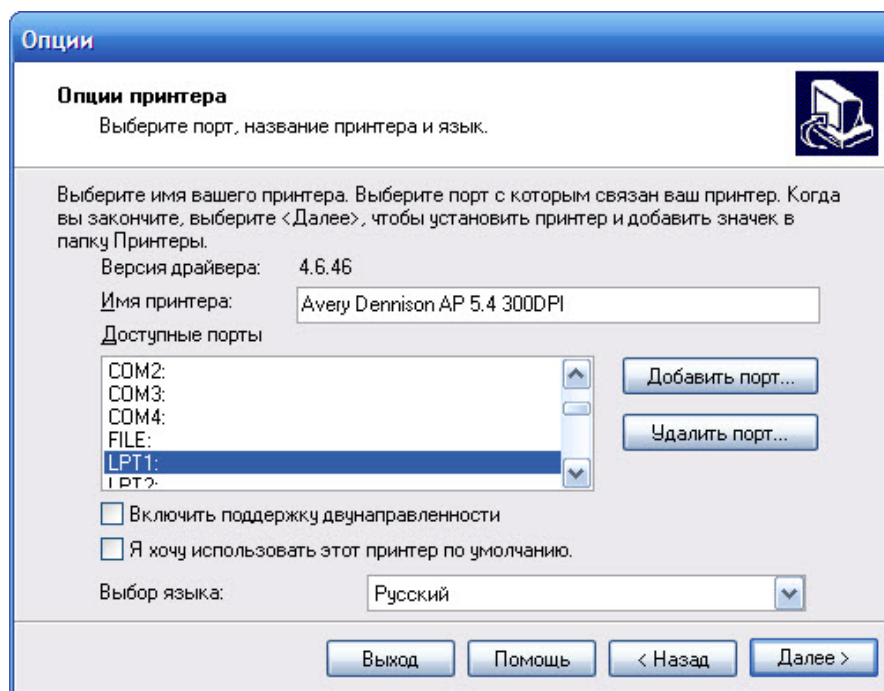 Опции
Опции принтера
Выберите порт, название принтера и язык.
Выберите имя вашего принтера. Выберите порт с которым связан ваш принтер. Когда
вы закончите, выберите <Далее>, чтобы установить принтер и добавить значек в
папку Принтеры.
Версия драйвера: 4.6.46
Имя принтера: Avery Dennison AP 5.4 300DPI
Доступные порты
COM2:
COM3:
COM4:
FILE:
LPT1:
LPT2:
Добавить порт...
Удалить порт...
Включить поддержку двунаправленности
Я хочу использовать этот принтер по умолчанию.
Выбор языка: Русский
Выход Помощь < Назад Далее >